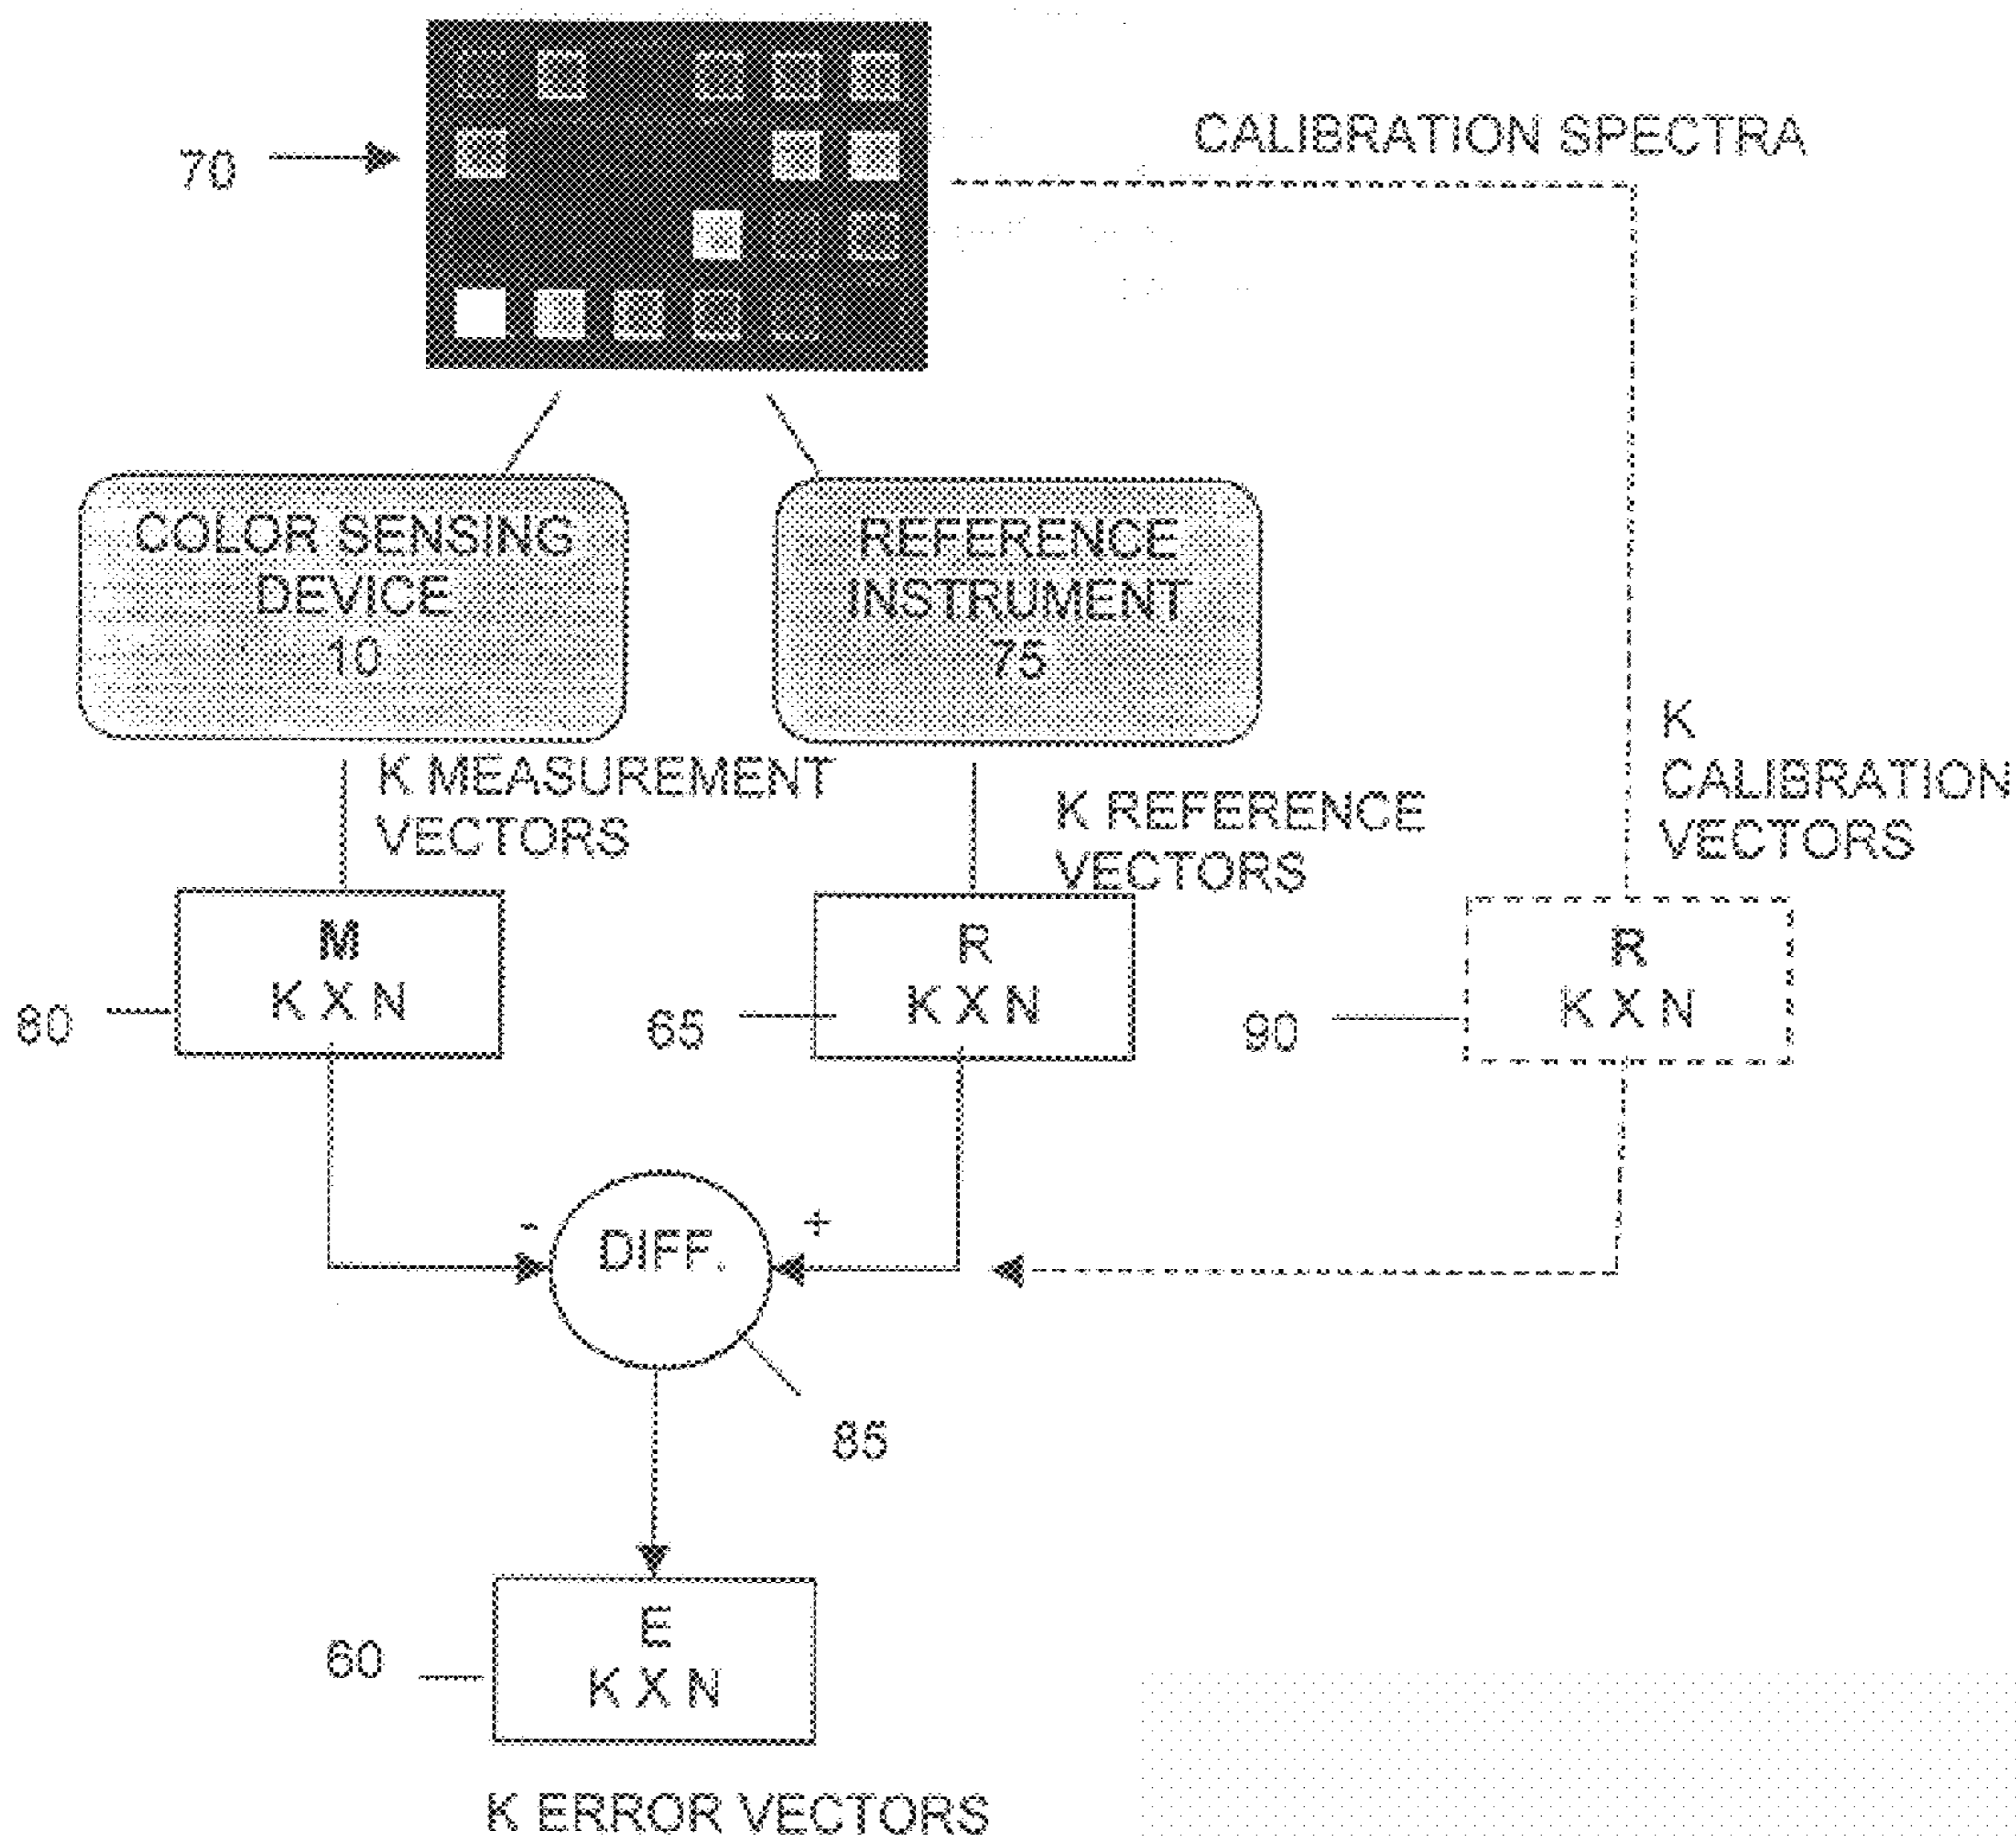 70
CALIBRATION SPECTRA
COLOR SENSING
DEVICE
10
REFERENCE
INSTRUMENT
75
K MEASUREMENT
VECTORS
K REFERENCE
VECTORS
K
CALIBRATION
VECTORS
M
K X N
80
R
K X N
65
R
K X N
90
-
DIFF.
+
85
E
K X N
60
K ERROR VECTORS